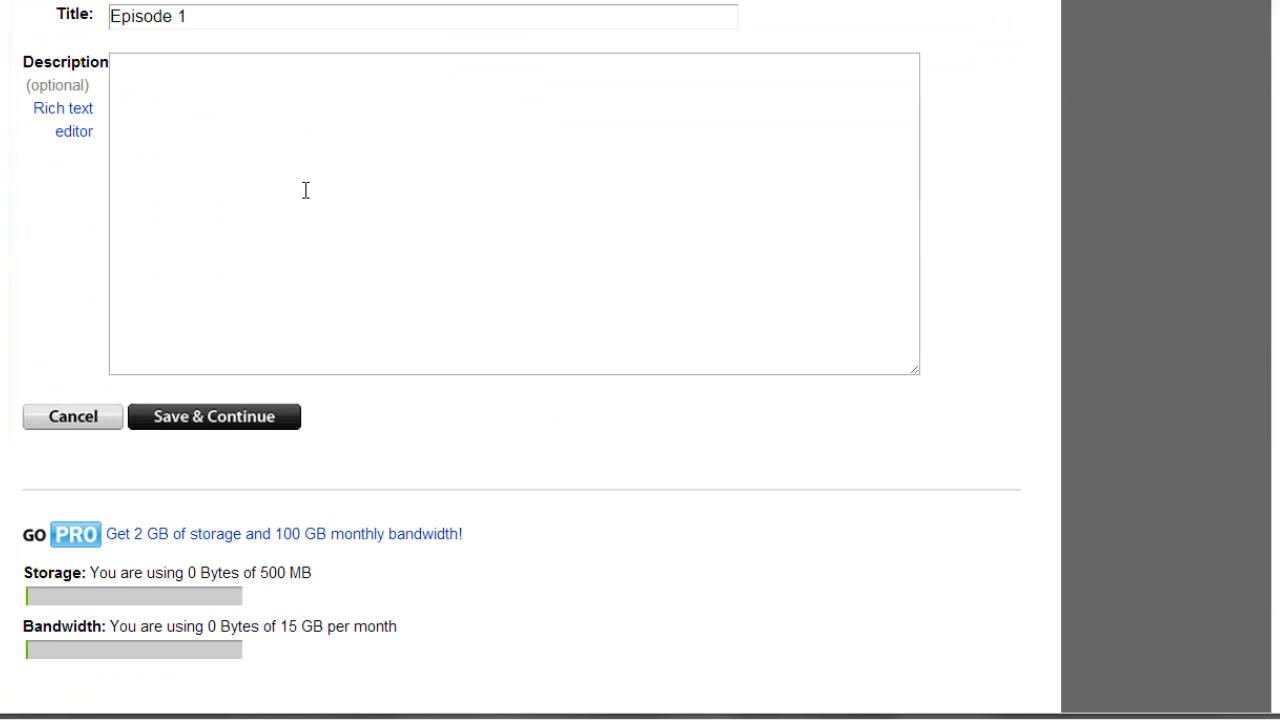 Title: Episode 1
Description
(optional)
Rich text
editor
Cancel Save & Continue
GO PRO Get 2 GB of storage and 100 GB monthly bandwidth!
Storage: You are using 0 Bytes of 500 MB
Bandwidth: You are using 0 Bytes of 15 GB per month